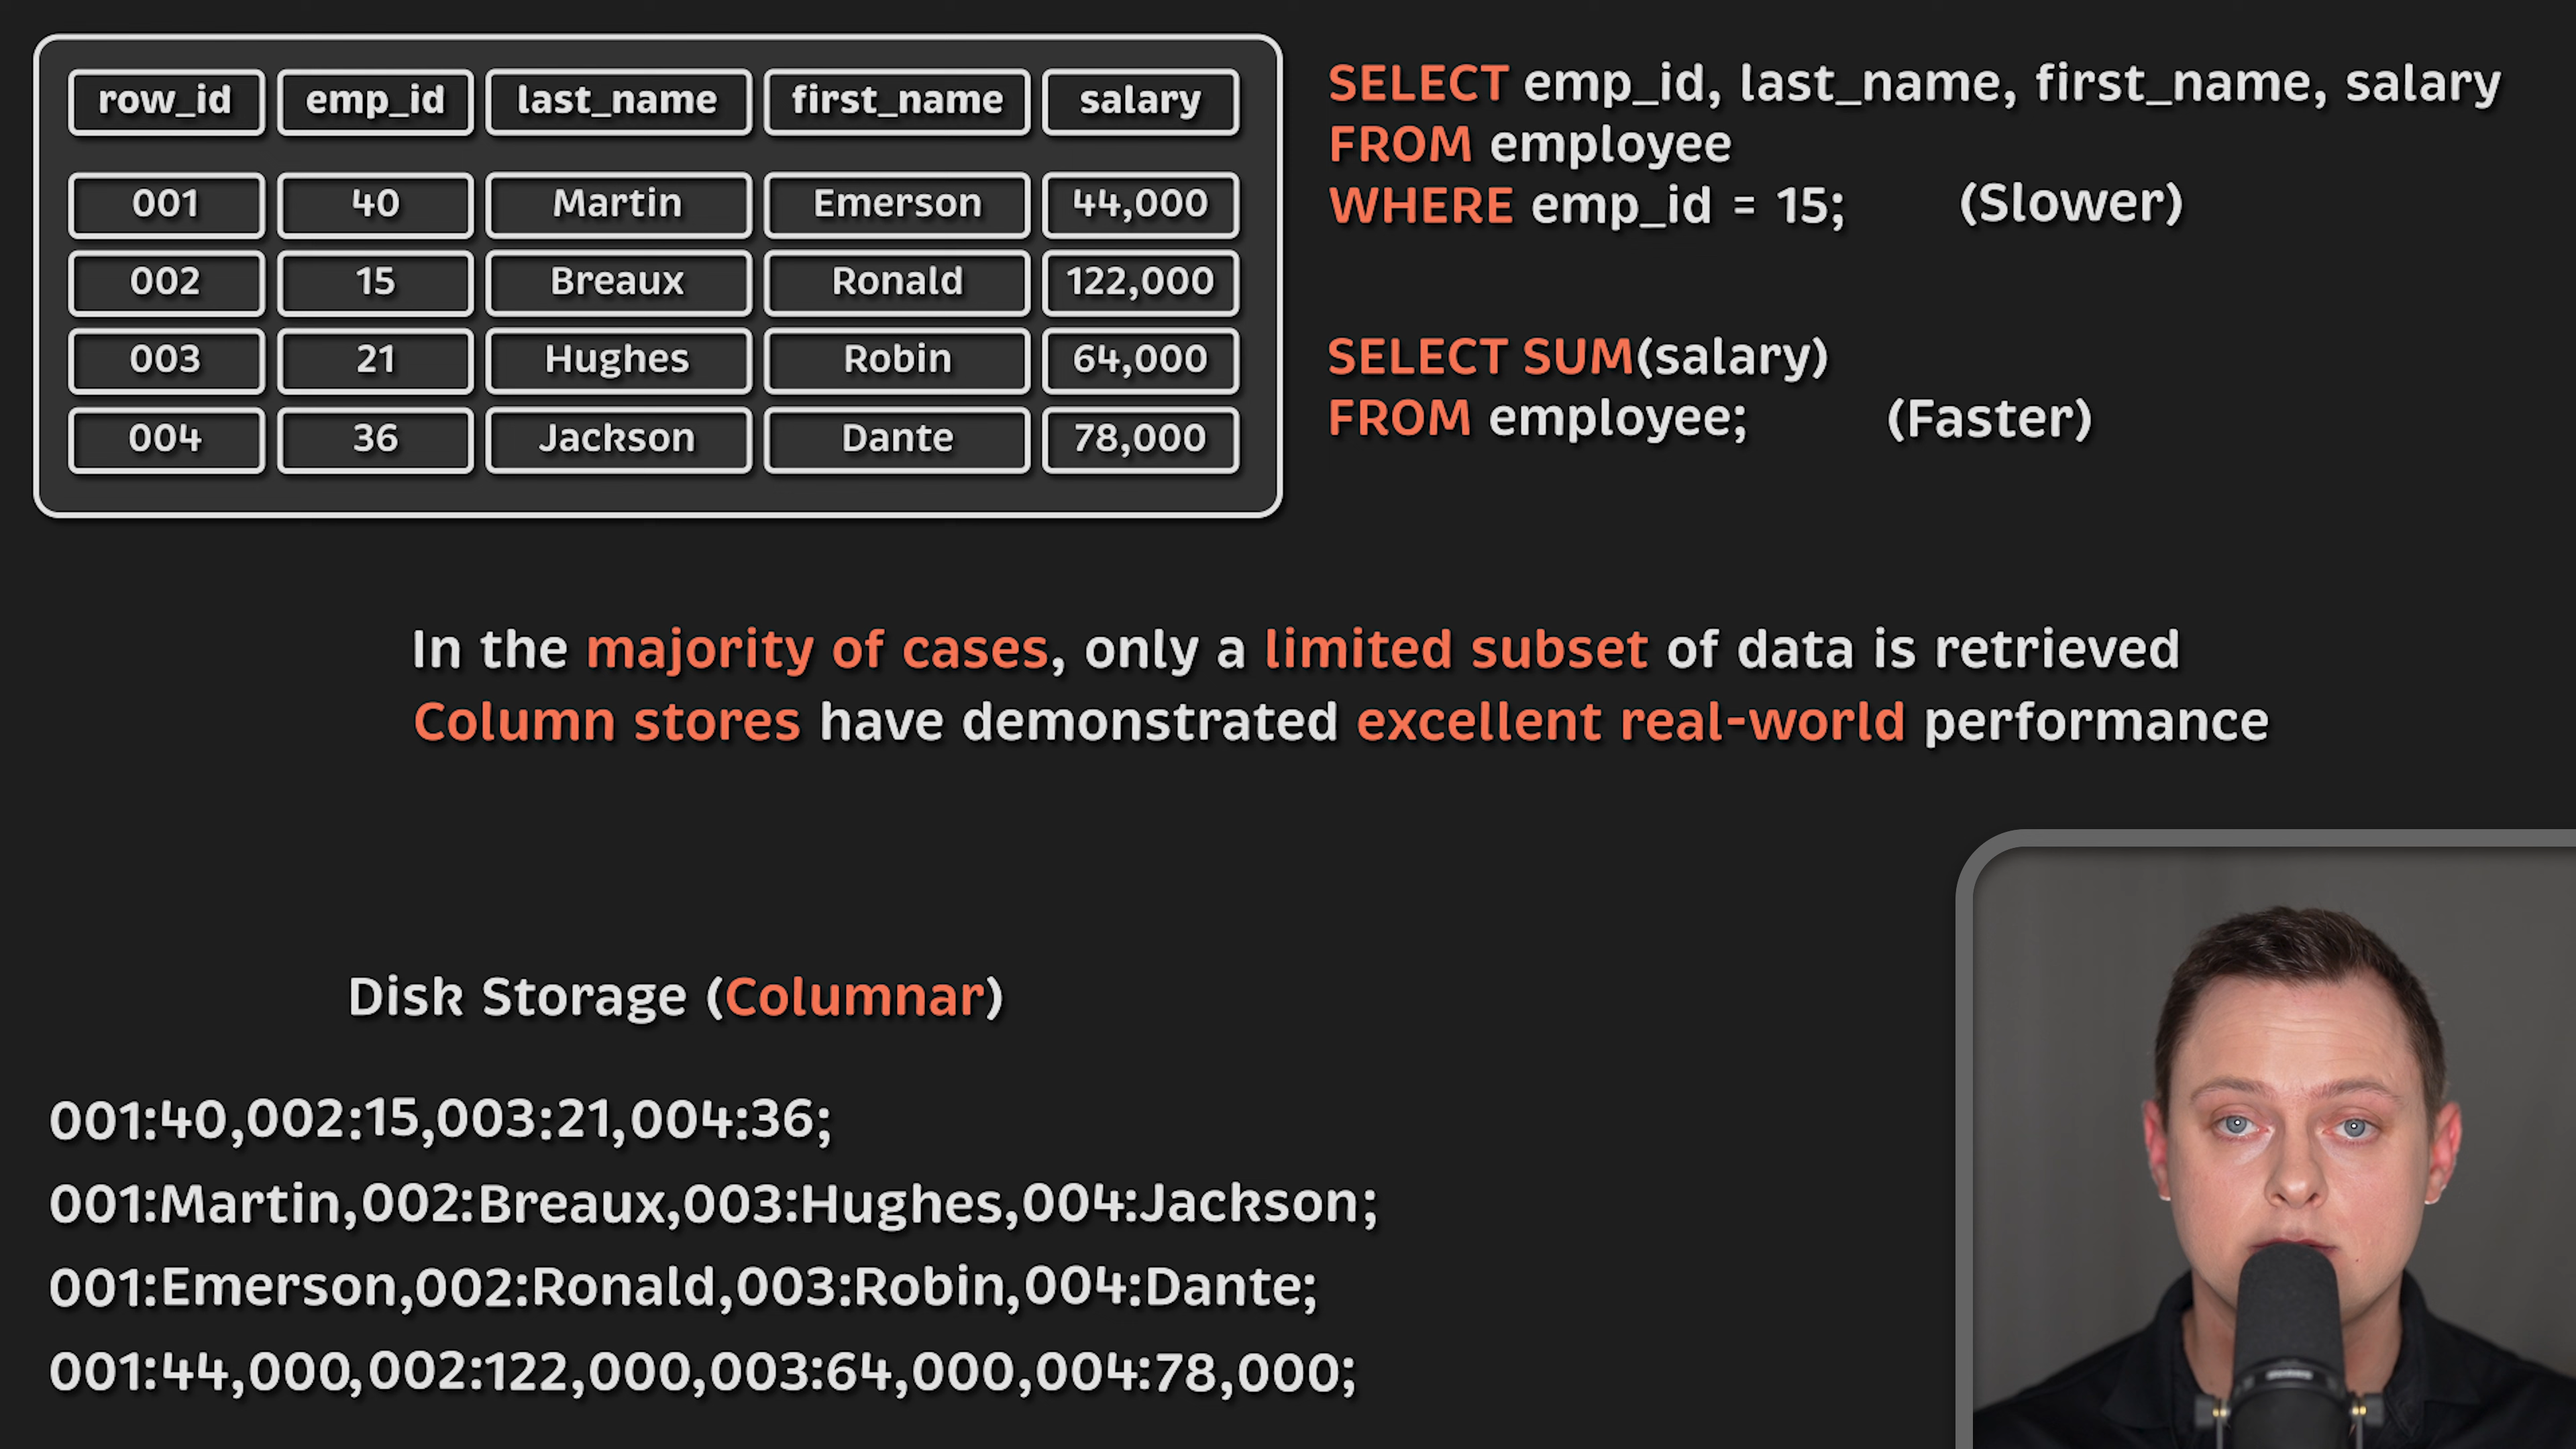 row_id emp_id last_name first_name salary
001 40 Martin Emerson 44,000
002 15 Breaux Ronald 122,000
003 21 Hughes Robin 64,000
004 36 Jackson Dante 78,000
SELECT emp_id, last_name, first_name, salary
FROM employee
WHERE emp_id = 15; (Slower)
SELECT SUM(salary)
FROM employee; (Faster)
In the majority of cases, only a limited subset of data is retrieved
Column stores have demonstrated excellent real-world performance
Disk Storage (Columnar)
001:40,002:15,003:21,004:36;
001:Martin,002:Breaux,003:Hughes,004:Jackson;
001:Emerson,002:Ronald,003:Robin,004:Dante;
001:44,000,002:122,000,003:64,000,004:78,000;